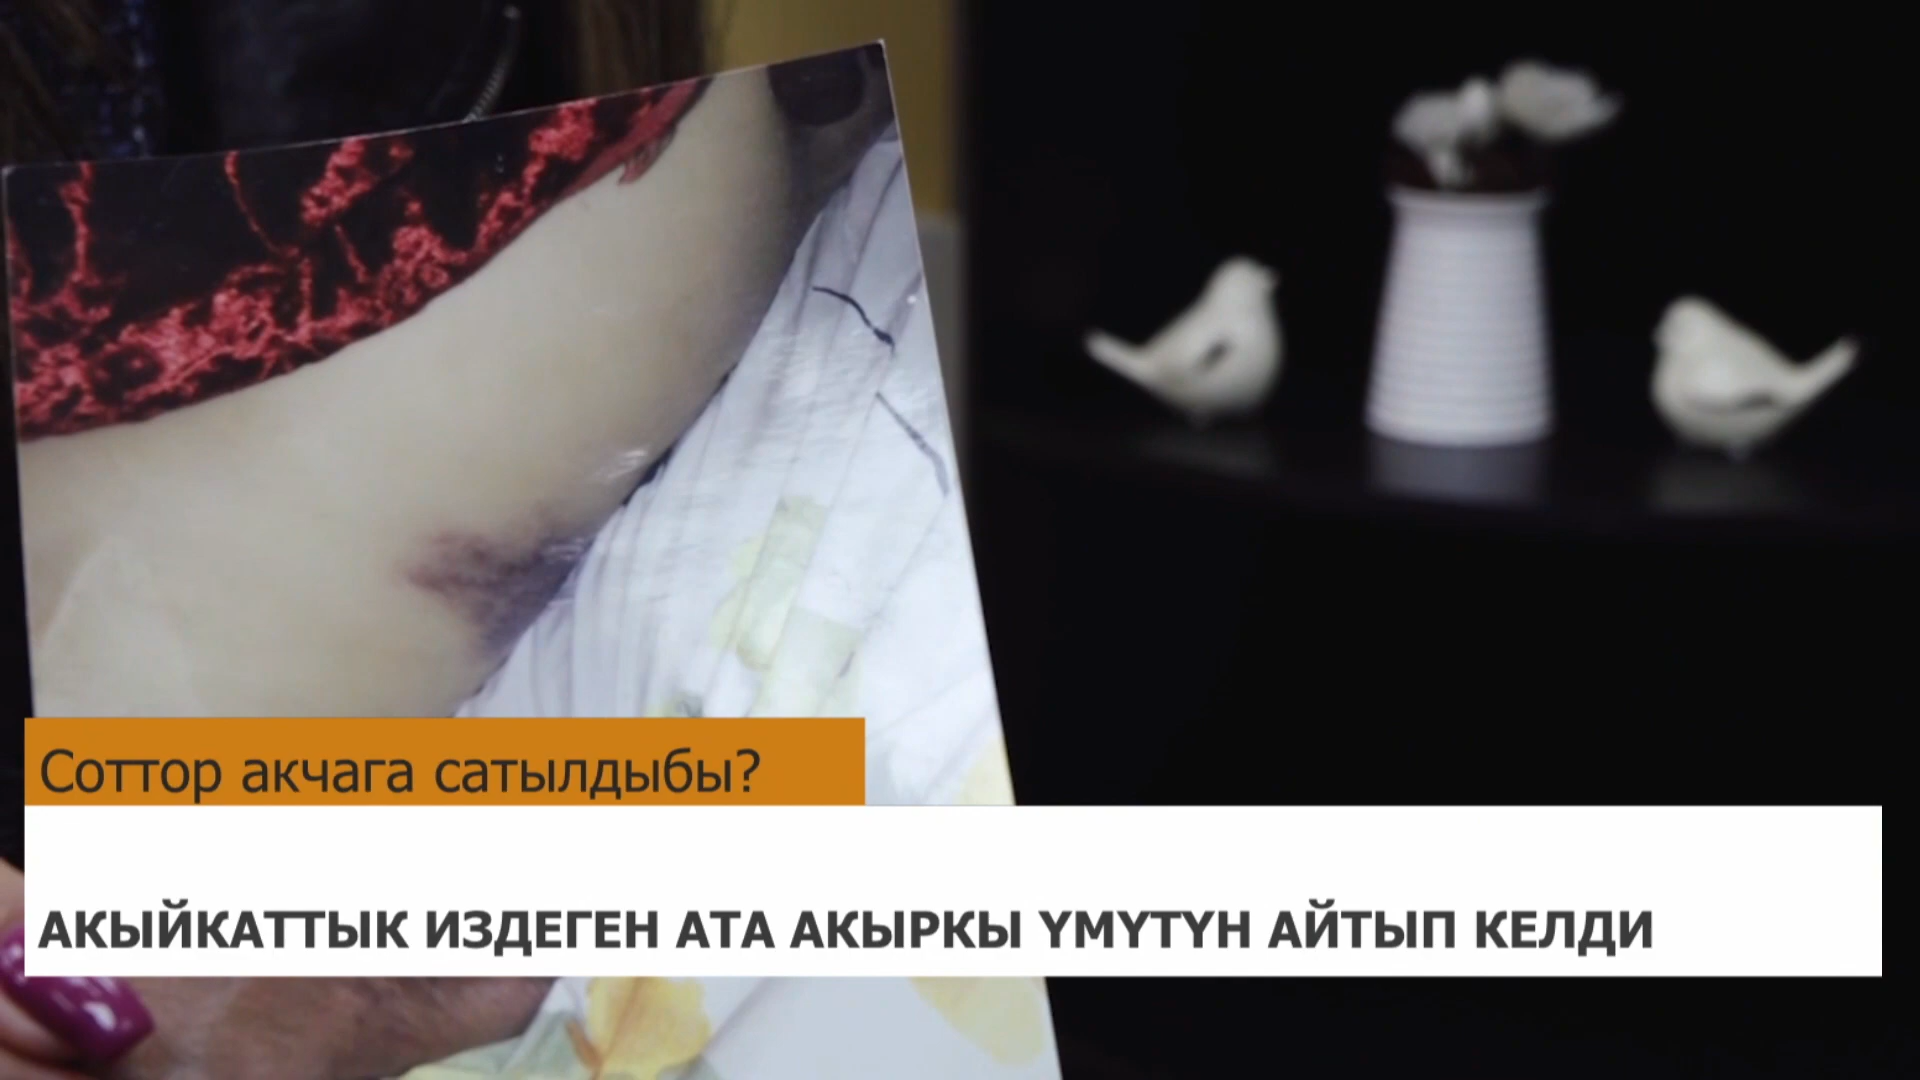 Соттор акчага сатылдыбы?
АКЫЙКАТТЫК ИЗДЕГЕН АТА АКЫРКЫ ҮМҮТҮН АЙТЫП КЕЛДИ